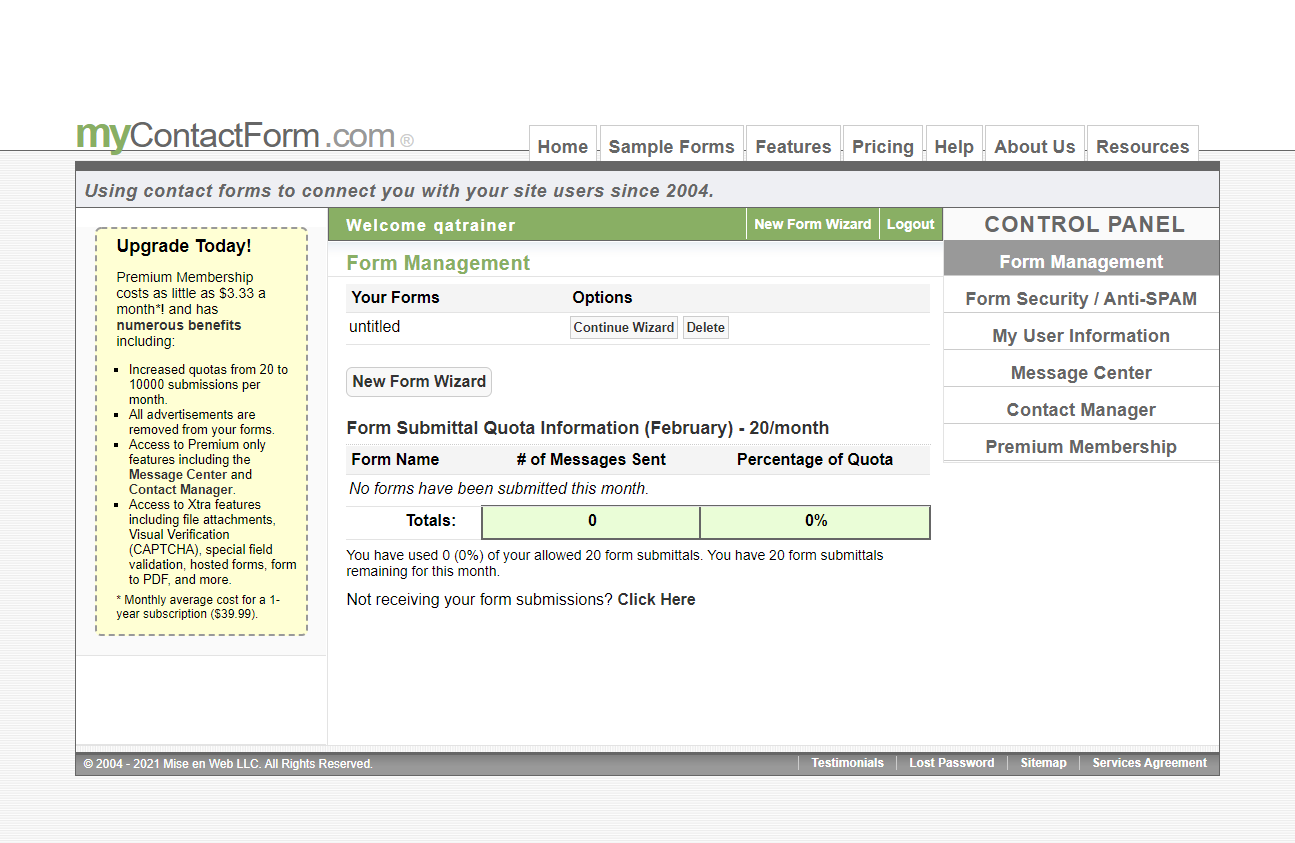 myContactForm.com®
Home
Sample Forms
Features
Pricing
Help
About Us
Resources
Using contact forms to connect you with your site users since 2004.
Upgrade Today!
Premium Membership
costs as little as $3.33 a
month*! and has
numerous benefits
including:
Increased quotas from 20 to
10000 submissions per
month.
All advertisements are
removed from your forms.
Access to Premium only
features including the
Message Center and
Contact Manager.
Access to Xtra features
including file attachments,
Visual Verification
(CAPTCHA), special field
validation, hosted forms, form
to PDF, and more.
* Monthly average cost for a 1-
year subscription ($39.99).
Welcome qatrainer
New Form Wizard
Logout
Form Management
Your Forms Options
untitled Continue Wizard Delete
New Form Wizard
Form Submittal Quota Information (February) - 20/month
Form Name # of Messages Sent Percentage of Quota
No forms have been submitted this month.
Totals: 0 0%
You have used 0 (0%) of your allowed 20 form submittals. You have 20 form submittals
remaining for this month.
Not receiving your form submissions? Click Here
CONTROL PANEL
Form Management
Form Security / Anti-SPAM
My User Information
Message Center
Contact Manager
Premium Membership
© 2004 - 2021 Mise en Web LLC. All Rights Reserved.
Testimonials
Lost Password
Sitemap
Services Agreement